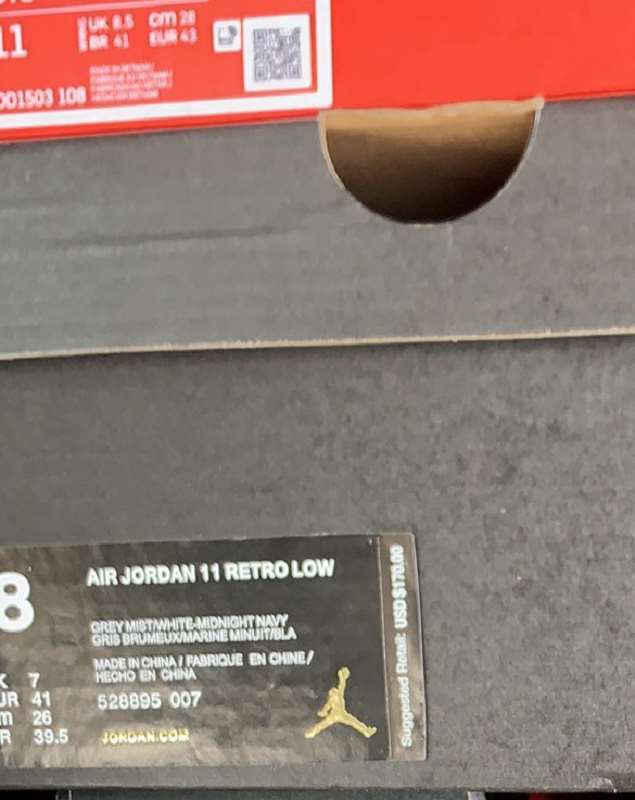 11
UK 8.5 cm 28
BR 41 EUR 43
001503 108
8
AIR JORDAN 11 RETRO LOW
GREY MIST/WHITE-MIDNIGHT NAVY
GRIS BRUMEUX/MARINE MINUIT/BLA
MADE IN CHINA / FABRIQUE EN CHINE /
HECHO EN CHINA
528895 007
K 7
UR 41
m 26
R 39.5
JORDAN.COM
Suggested Retail: USD $170.00